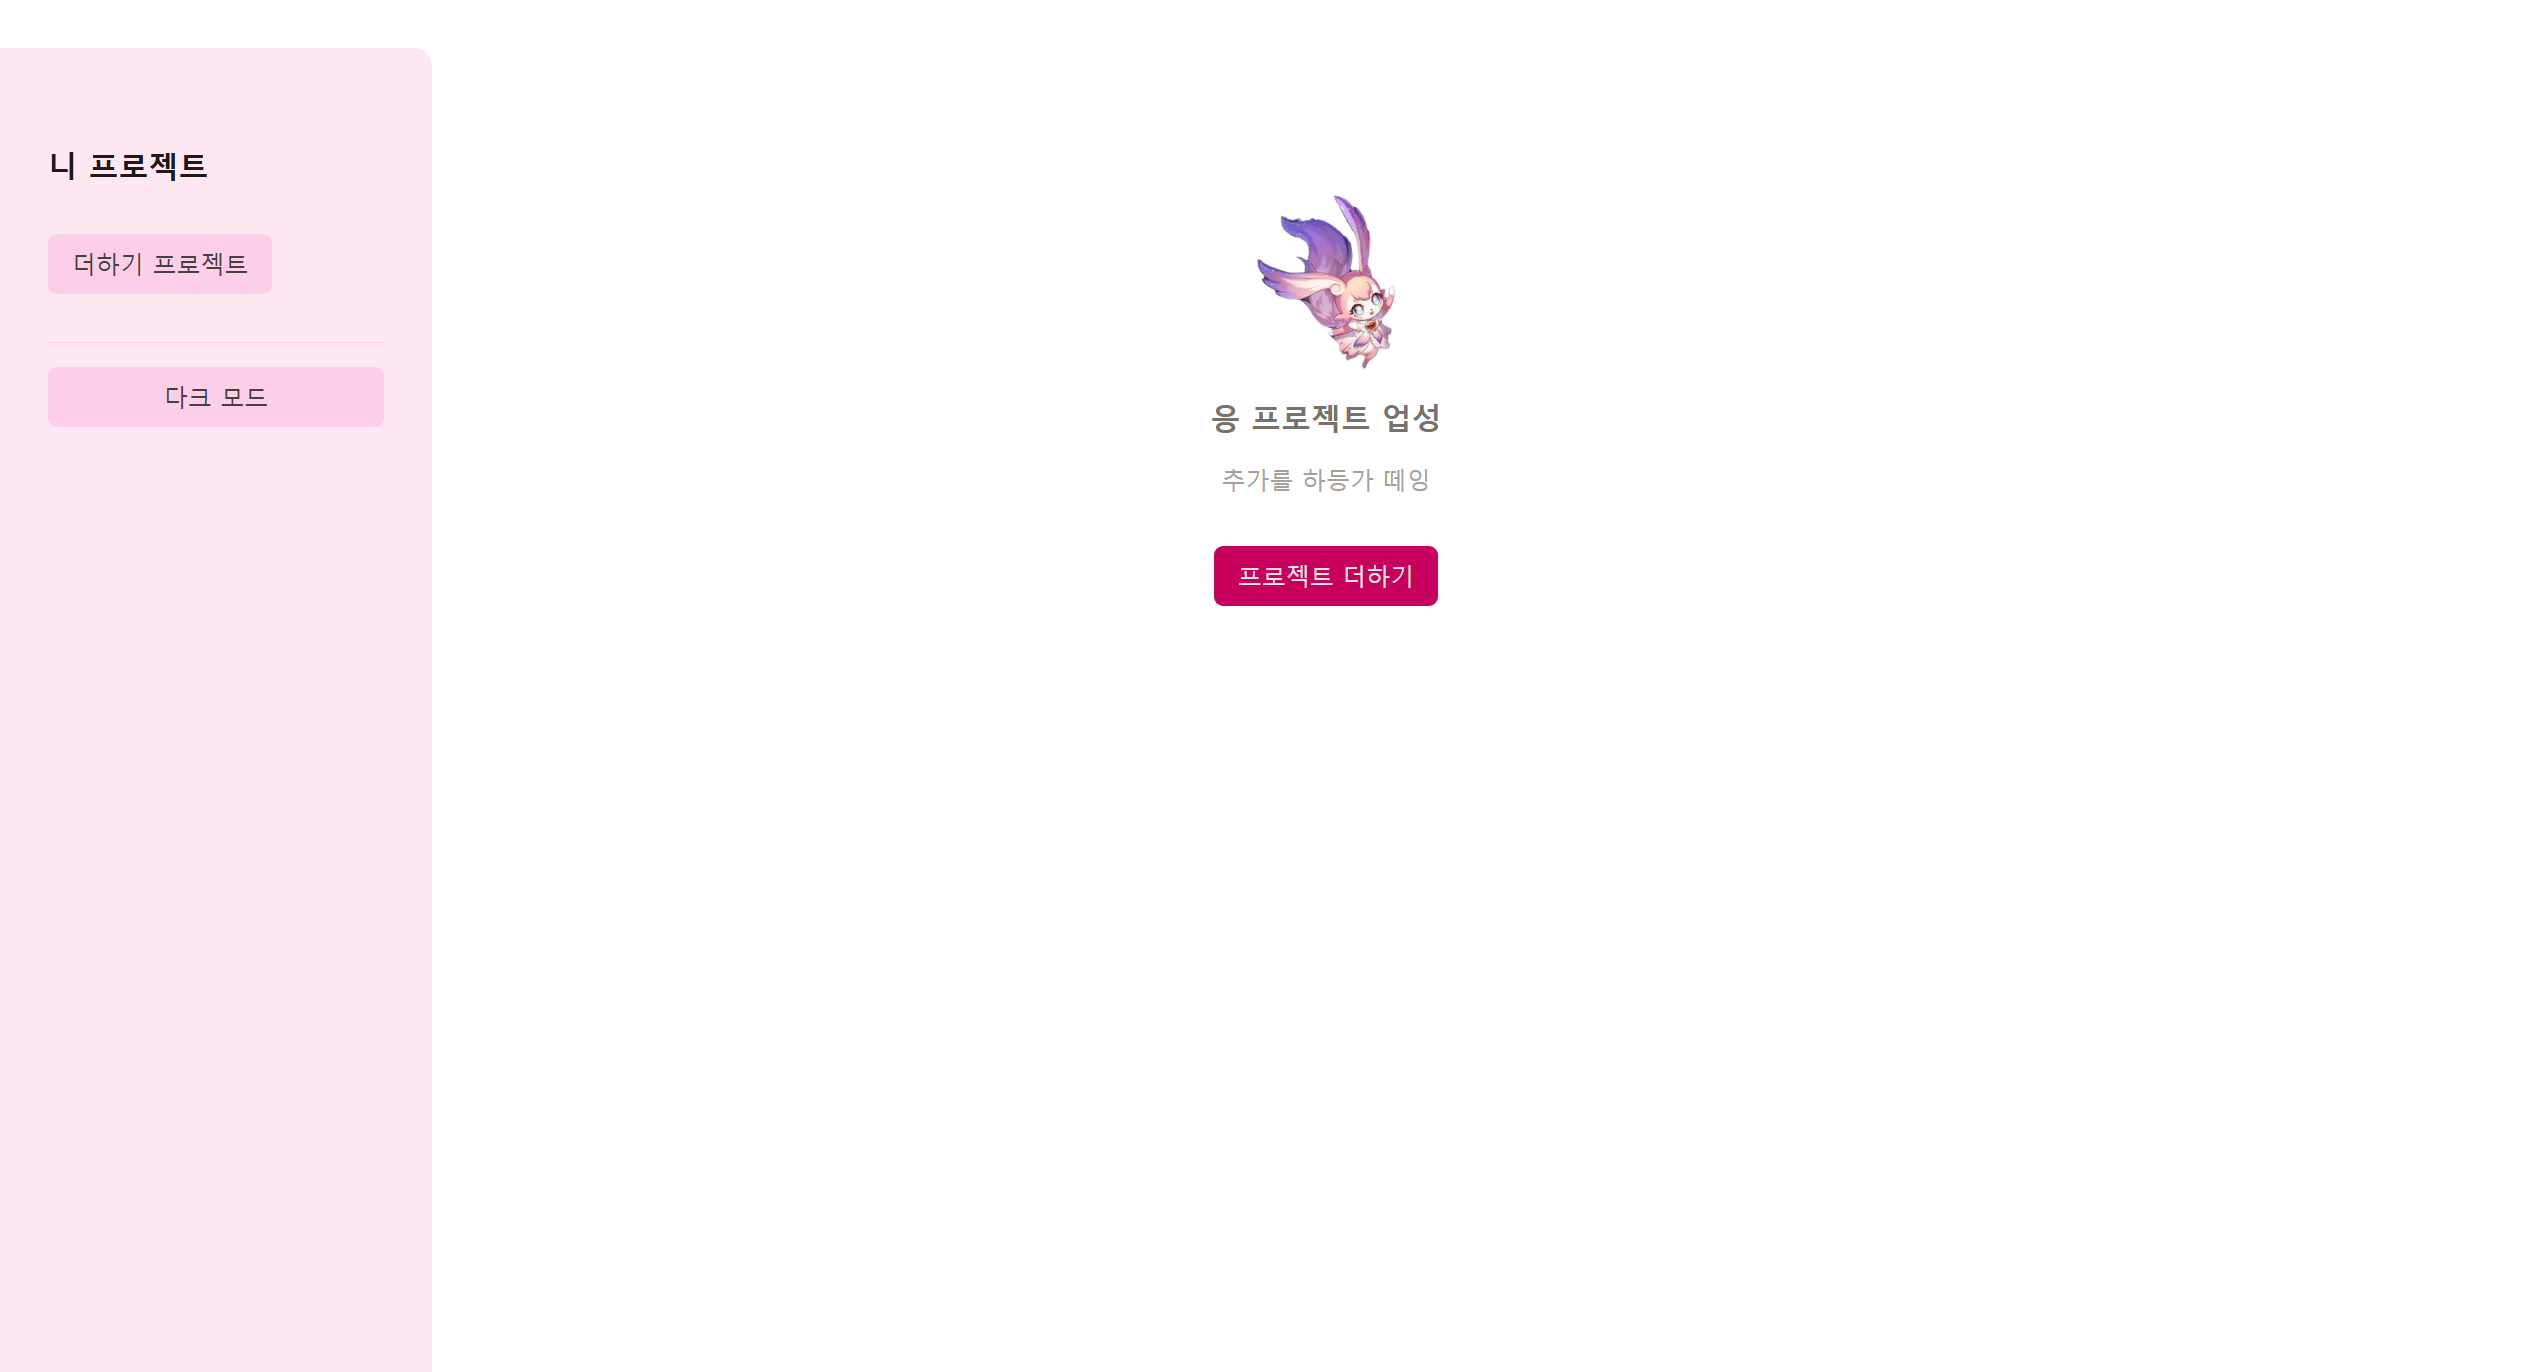 니 프로젝트
더하기 프로젝트
다크 모드
응 프로젝트 업성
추가를 하등가 떼잉
프로젝트 더하기